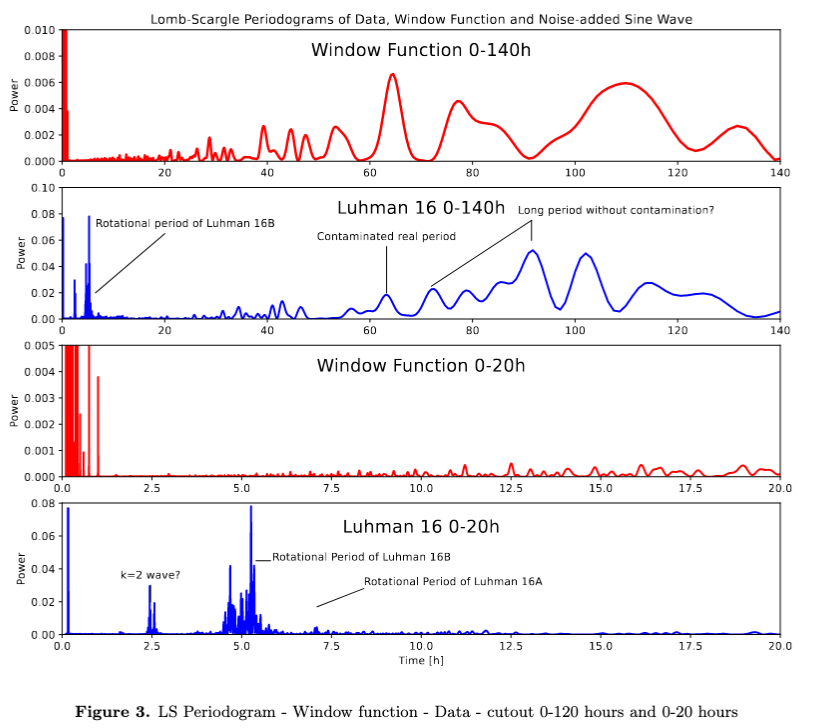 Lomb-Scargle Periodograms of Data, Window Function and Noise-added Sine Wave
Window Function 0-140h
Power
0.010
0.008
0.006
0.004
0.002
0.000
0 20 40 60 80 100 120 140
Luhman 16 0-140h
Long period without contamination?
Rotational period of Luhman 16B
Contaminated real period
Power
0.10
0.08
0.06
0.04
0.02
0.00
0 20 40 60 80 100 120 140
Window Function 0-20h
Power
0.005
0.004
0.003
0.002
0.001
0.000
0.0 2.5 5.0 7.5 10.0 12.5 15.0 17.5 20.0
Luhman 16 0-20h
Rotational Period of Luhman 16B
k=2 wave?
Rotational Period of Luhman 16A
Power
0.08
0.06
0.04
0.02
0.00
0.0 2.5 5.0 7.5 10.0 12.5 15.0 17.5 20.0
Time [h]
Figure 3. LS Periodogram - Window function - Data - cutout 0-120 hours and 0-20 hours